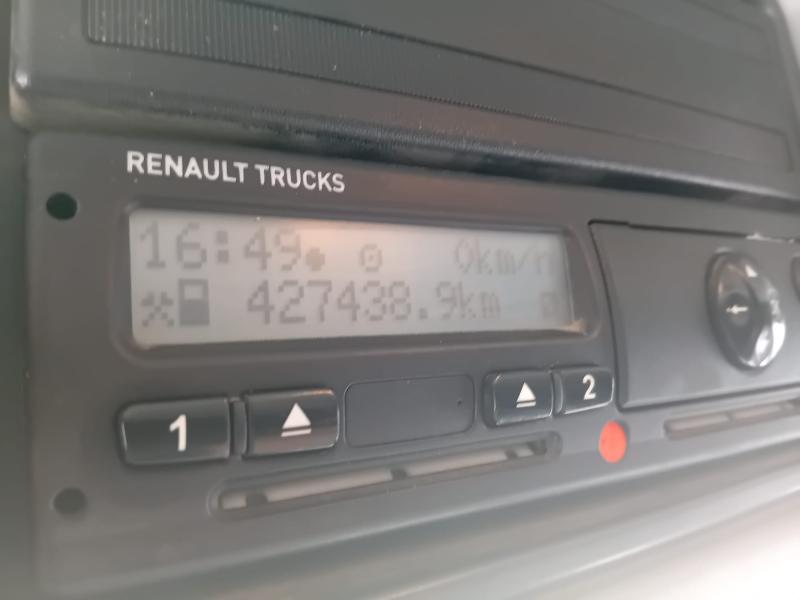 RENAULT TRUCKS
16:49 0km/h
427438.9km
1 2